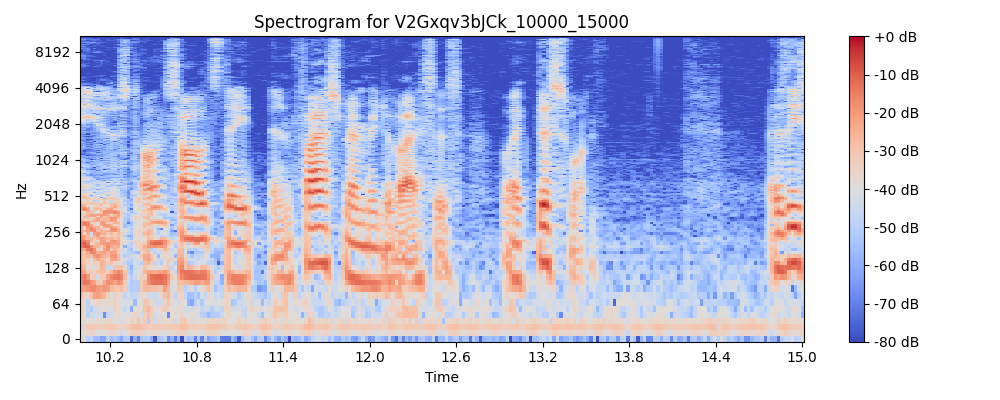 Spectrogram for V2Gxqv3bJCk_10000_15000
8192
4096
2048
1024
512
256
128
64
0
Hz
10.2 10.8 11.4 12.0 12.6 13.2 13.8 14.4 15.0
Time
+0 dB
-10 dB
-20 dB
-30 dB
-40 dB
-50 dB
-60 dB
-70 dB
-80 dB